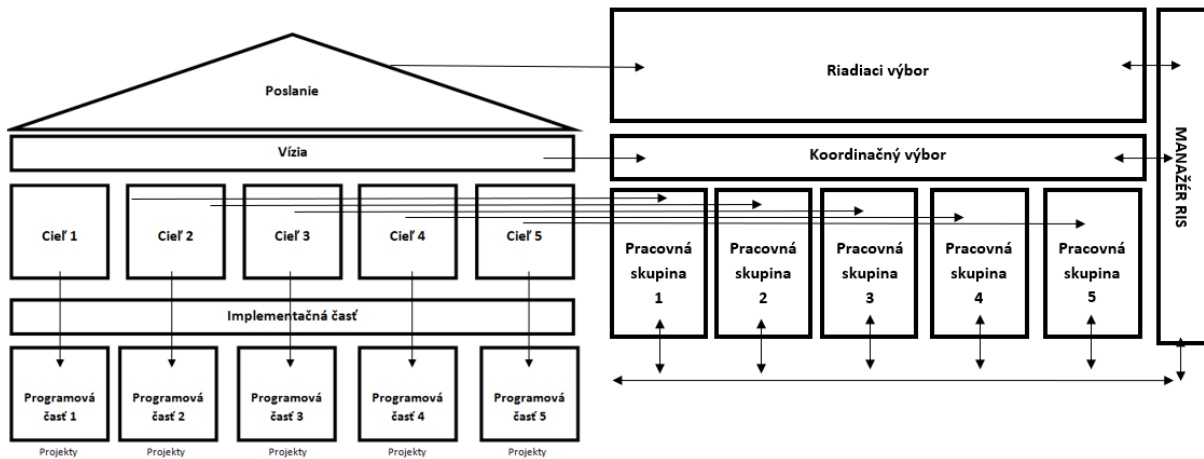 Poslanie
Vízia
Cieľ 1
Cieľ 2
Cieľ 3
Cieľ 4
Cieľ 5
Implementačná časť
Programová
časť 1
Programová
časť 2
Programová
časť 3
Programová
časť 4
Programová
časť 5
Projekty
Projekty
Projekty
Projekty
Projekty
Riadiaci výbor
Koordinačný výbor
Pracovná
skupina
1
Pracovná
skupina
2
Pracovná
skupina
3
Pracovná
skupina
4
Pracovná
skupina
5
MANAŽÉR RIS